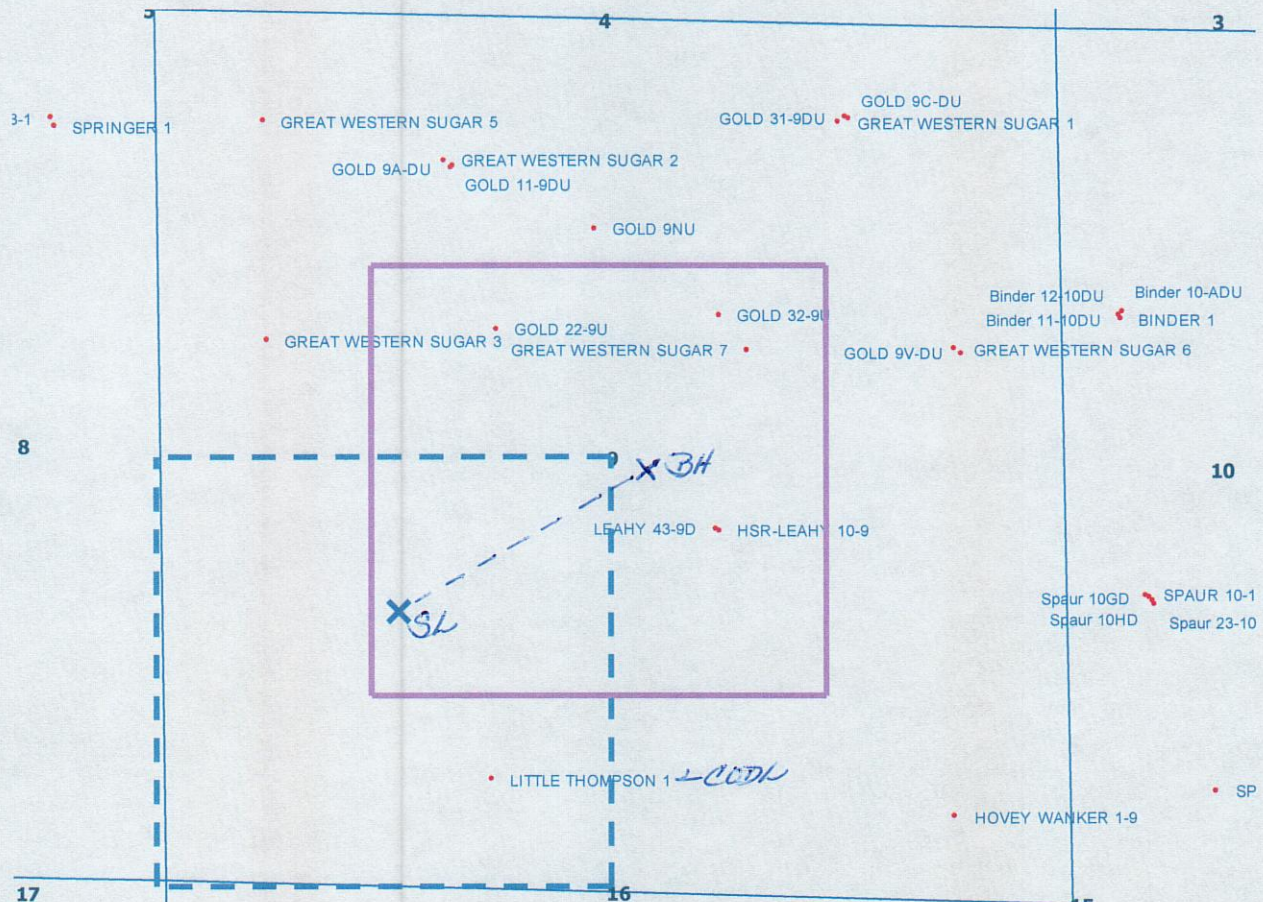 5
4
3
GOLD 9C-DU
GOLD 31-9DU
GREAT WESTERN SUGAR 1
3-1
SPRINGER 1
GREAT WESTERN SUGAR 5
GREAT WESTERN SUGAR 2
GOLD 9A-DU
GOLD 11-9DU
GOLD 9NU
Binder 12-10DU
Binder 10-ADU
Binder 11-10DU
BINDER 1
GOLD 32-9U
GOLD 22-9U
GREAT WESTERN SUGAR 3
GREAT WESTERN SUGAR 7
GOLD 9V-DU
GREAT WESTERN SUGAR 6
8
9
BH
10
LEAHY 43-9D
HSR-LEAHY 10-9
SL
Spaur 10GD
SPAUR 10-1
Spaur 10HD
Spaur 23-10
LITTLE THOMPSON 1
SP
HOVEY WANKER 1-9
17
16
15